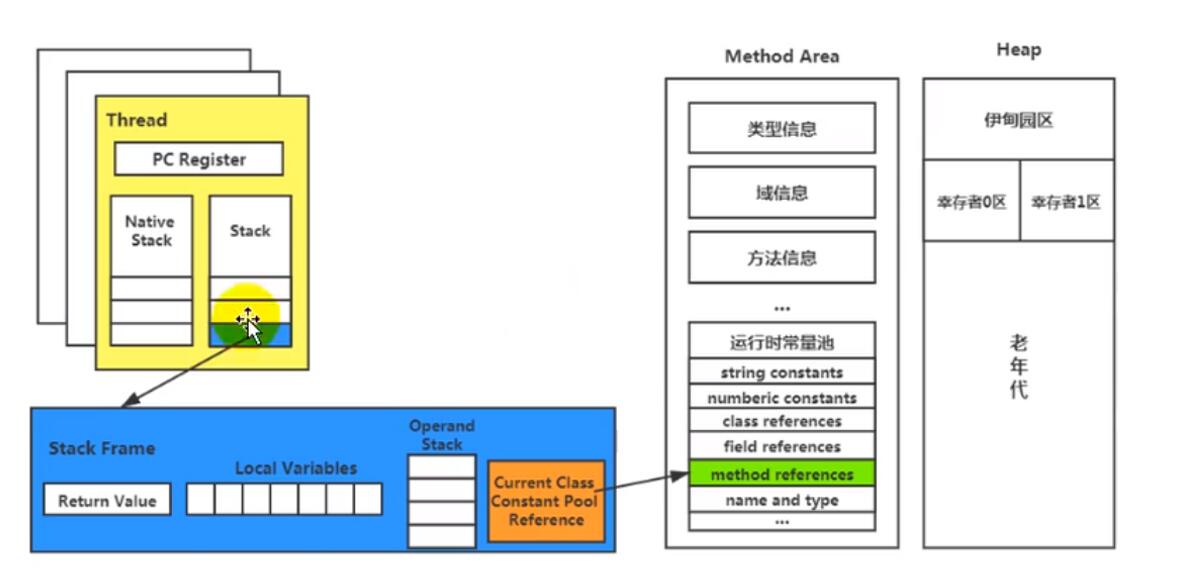 Thread
PC Register
Native
Stack
Stack
Stack Frame
Return Value
Local Variables
Operand
Stack
Current Class
Constant Pool
Reference
Method Area
类型信息
域信息
方法信息
...
运行时常量池
string constants
numberic constants
class references
field references
method references
name and type
...
Heap
伊甸园区
幸存者0区
幸存者1区
老
年
代